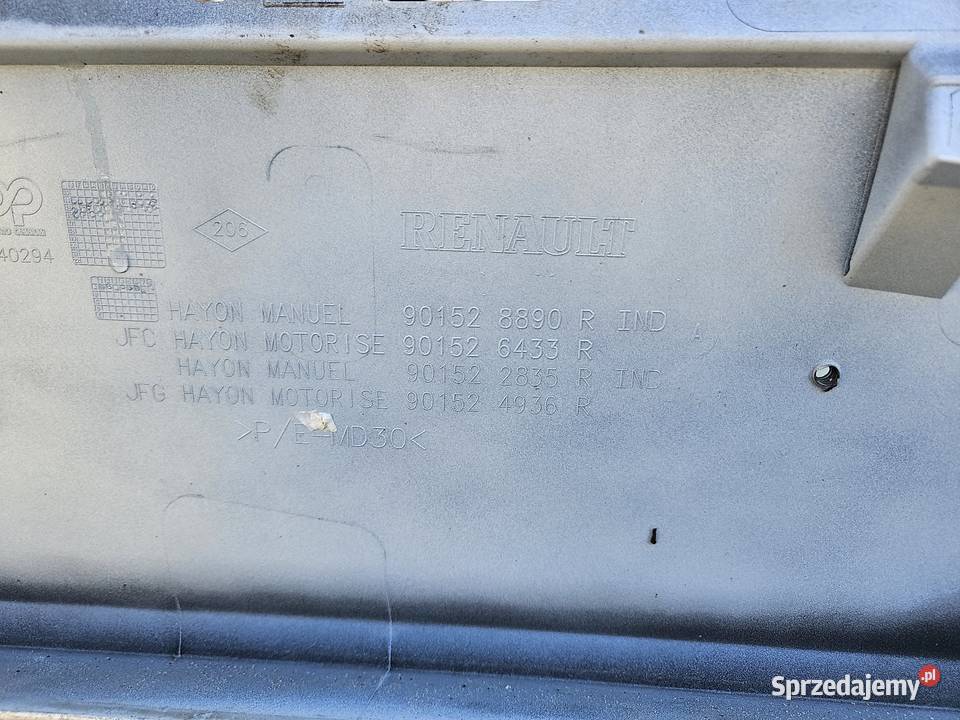 206
RENAULT
40294
HAYON MANUEL 90152 8890 R IND A
JFC HAYON MOTORISE 90152 6433 R
HAYON MANUEL 90152 2835 R IND
JFG HAYON MOTORISE 90152 4936 R
>P/E-MD30<
Sprzedajemy.pl